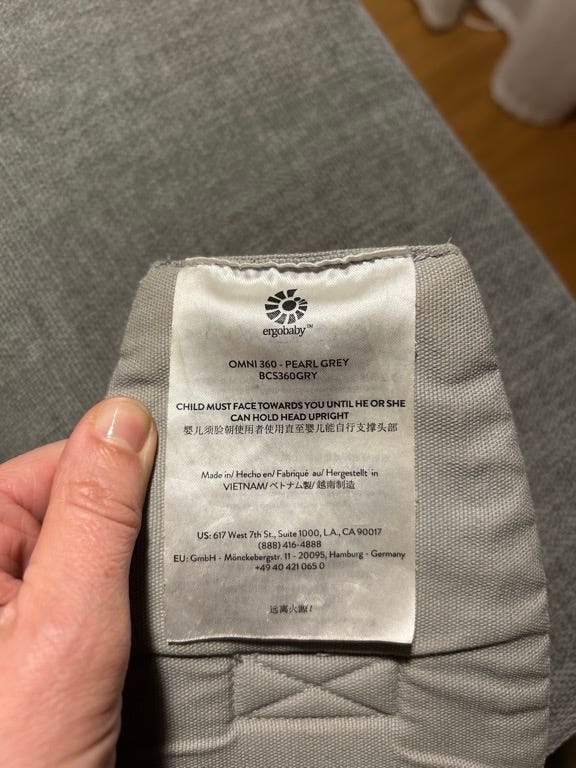 ergobaby™
OMNI 360 - PEARL GREY
BCS360GRY
CHILD MUST FACE TOWARDS YOU UNTIL HE OR SHE
CAN HOLD HEAD UPRIGHT
婴儿须脸朝使用者使用直至婴儿能自行支撑头部
Made in/ Hecho en/ Fabriqué au/ Hergestellt in
VIETNAM/ ベトナム製/ 越南制造
US: 617 West 7th St., Suite 1000, L.A., CA 90017
(888) 416-4888
EU: GmbH - Mönckebergstr. 11 - 20095, Hamburg - Germany
+49 40 421 065 0
远离火源!